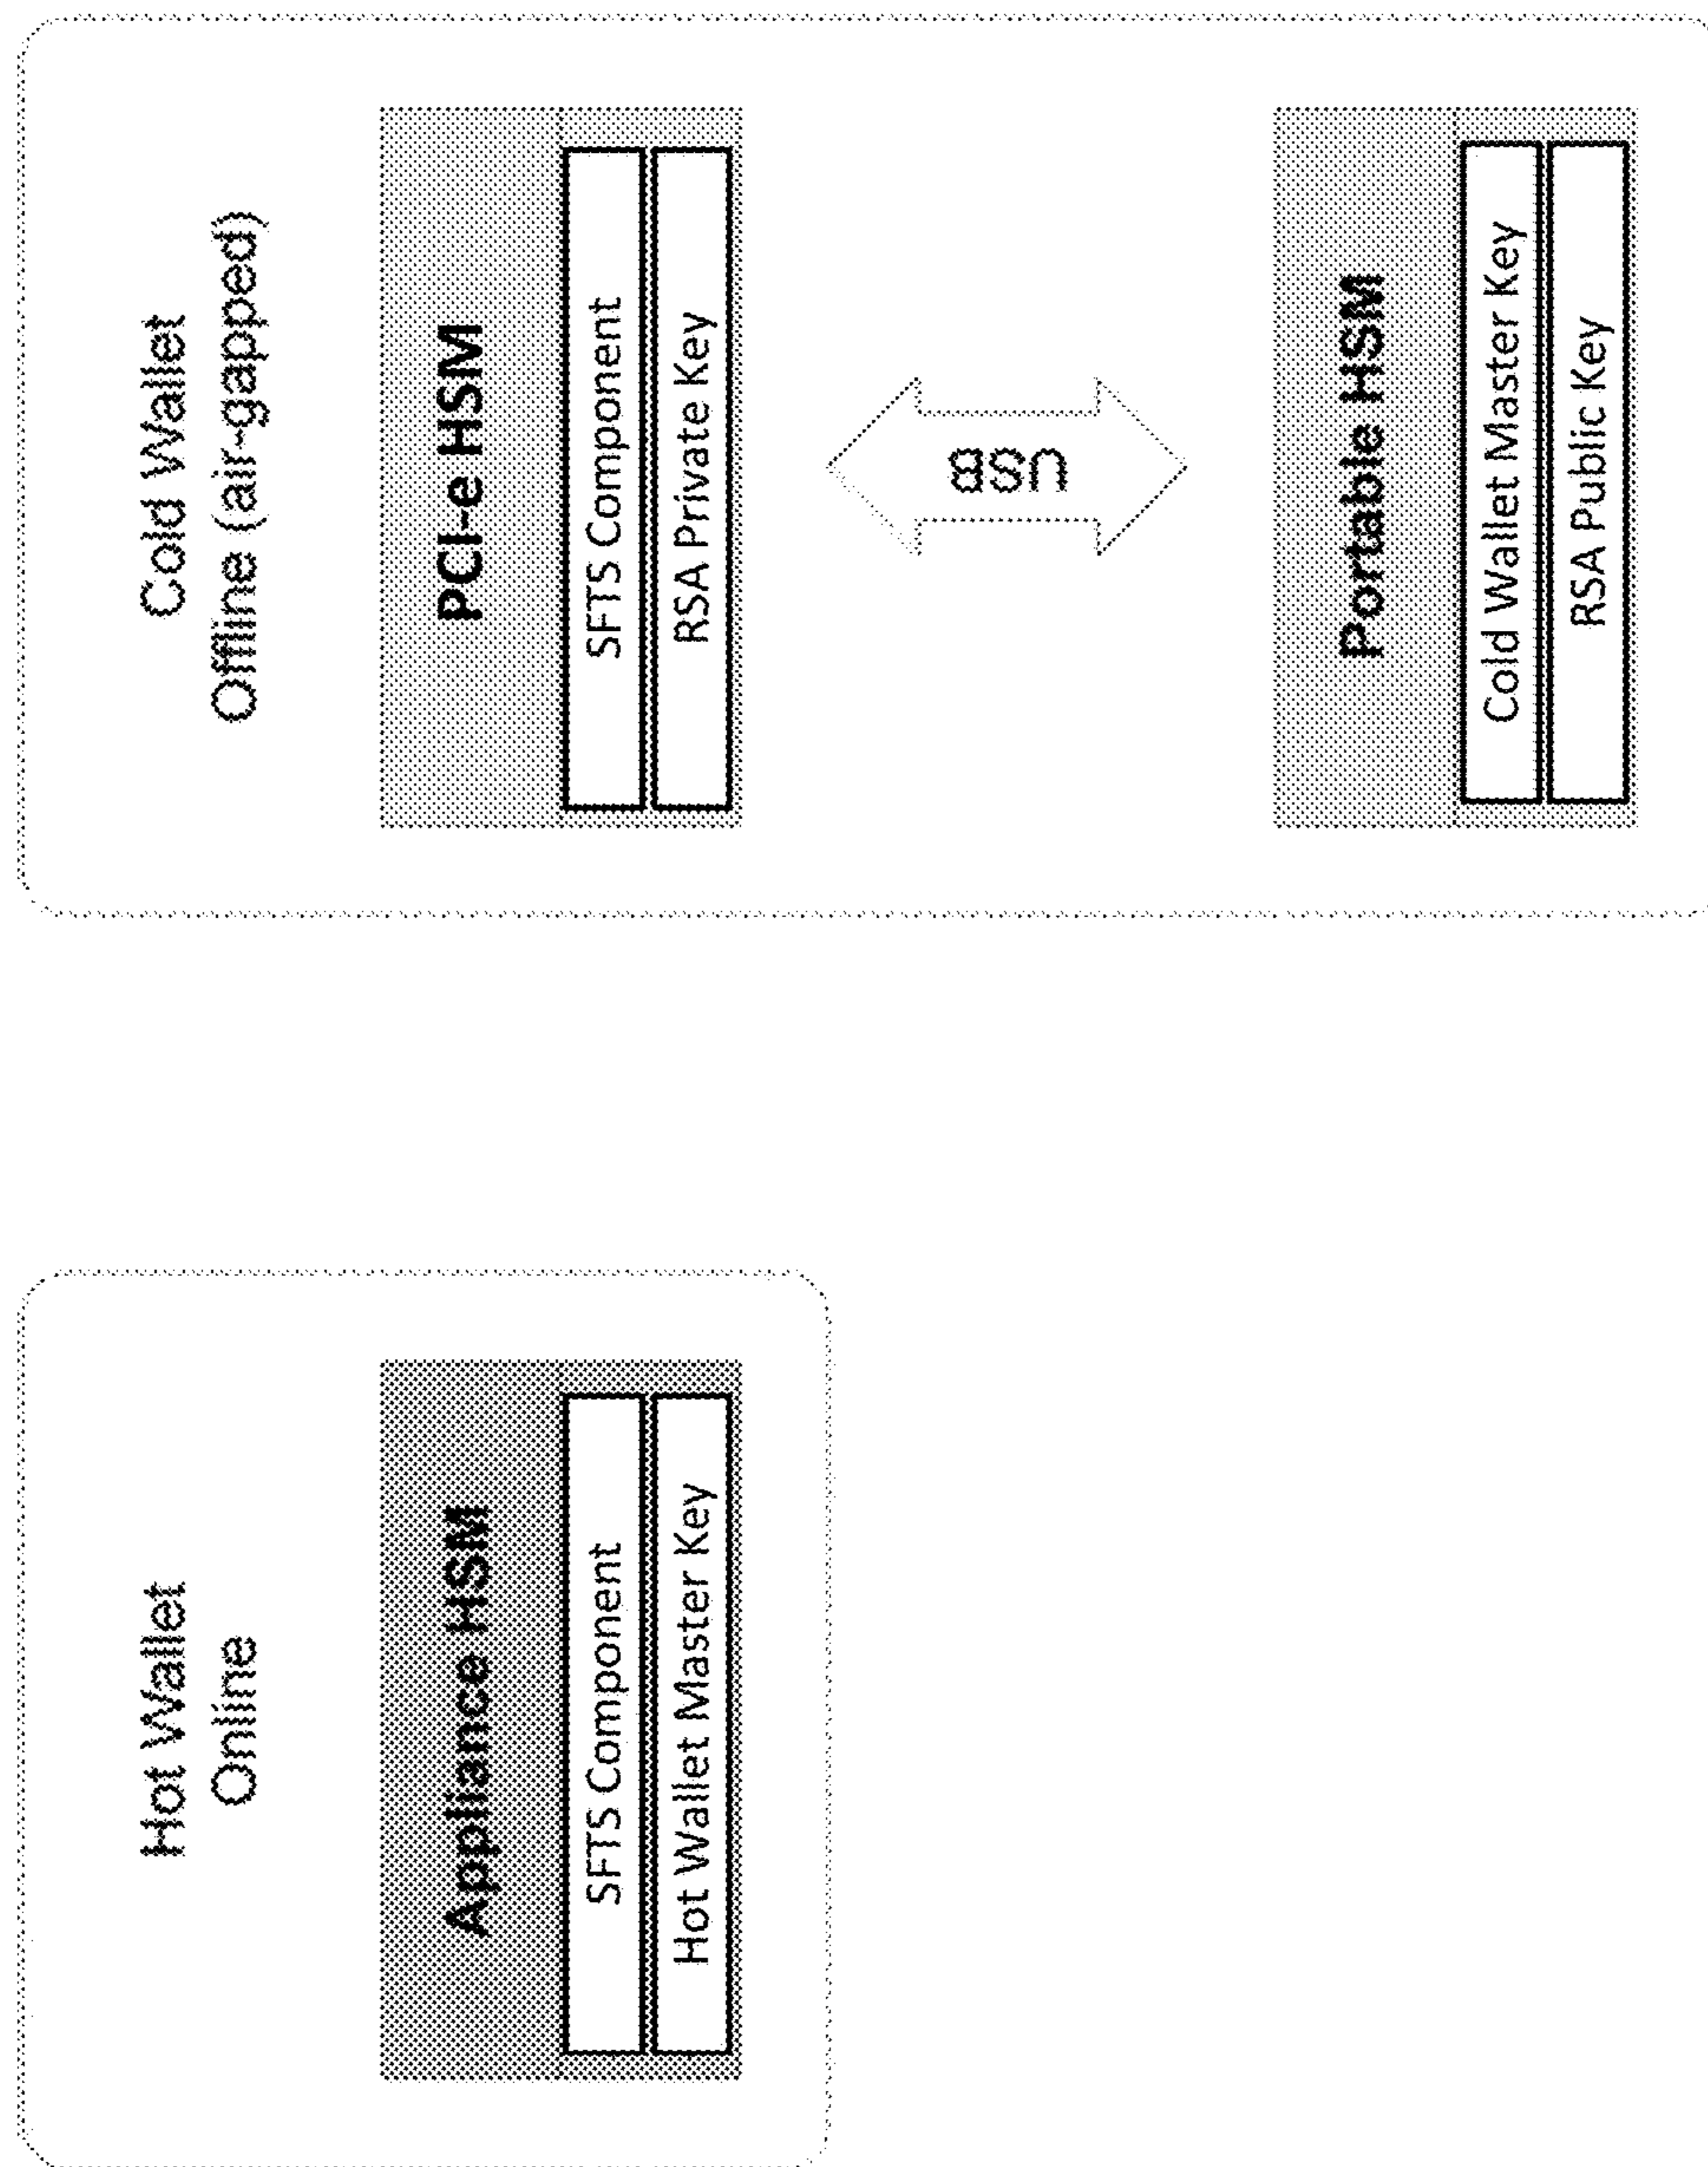 Hot Wallet
Online
Appliance HSM
SFTS Component
Hot Wallet Master Key
Cold Wallet
Offline (air-gapped)
PCI-e HSM
SFTS Component
RSA Private Key
USB
Portable HSM
Cold Wallet Master Key
RSA Public Key